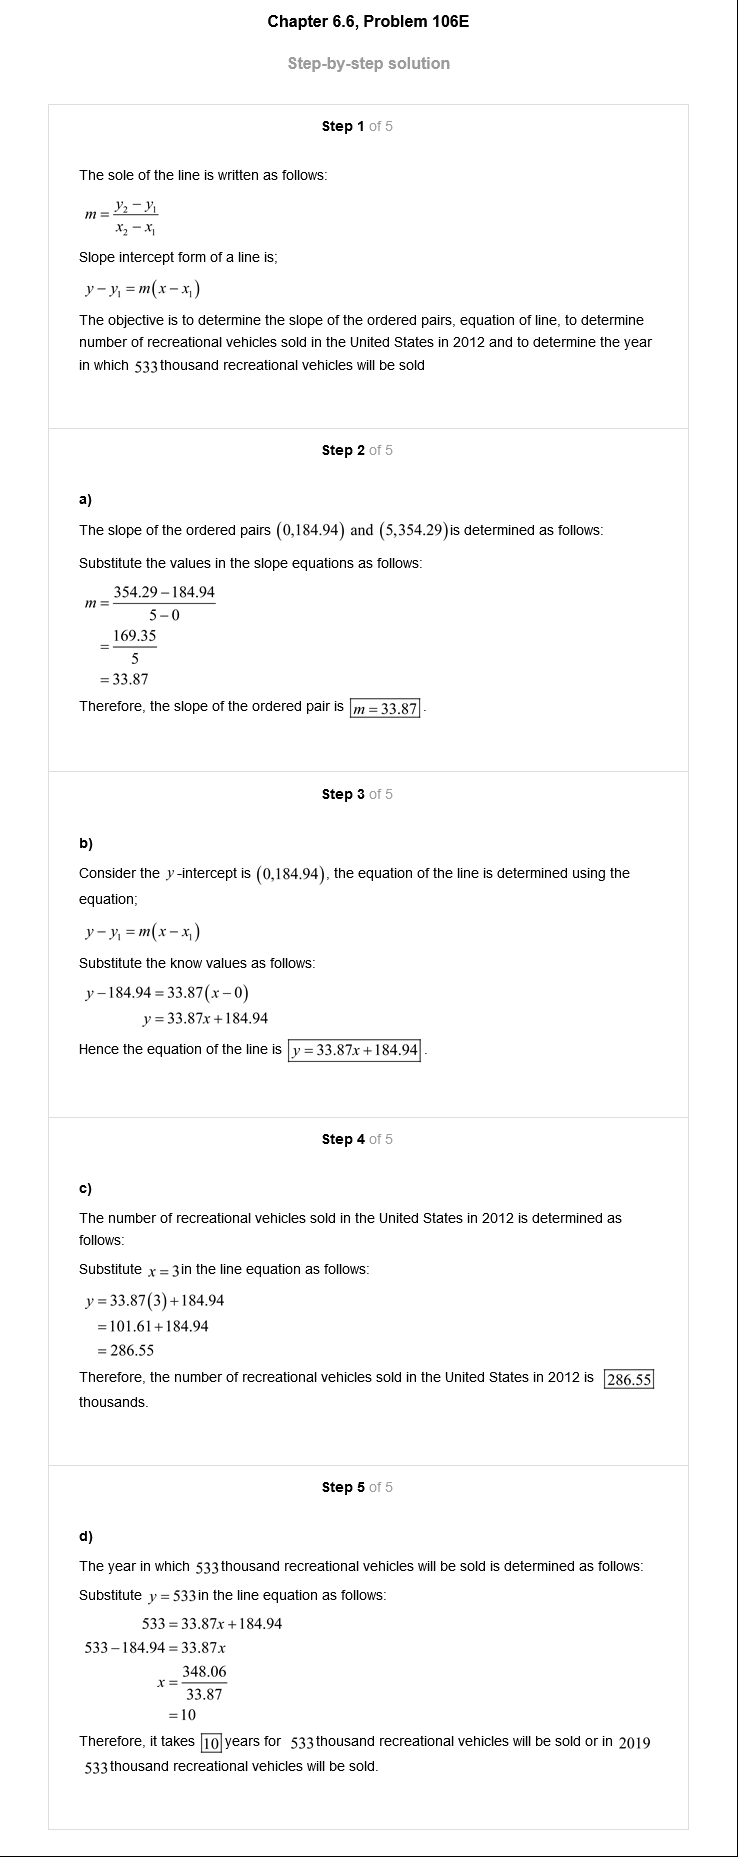 Chapter 6.6, Problem 106E
Step-by-step solution
Step 1 of 5
The sole of the line is written as follows:
m = \frac{y_2 - y_1}{x_2 - x_1}
Slope intercept form of a line is;
y - y_1 = m(x - x_1)
The objective is to determine the slope of the ordered pairs, equation of line, to determine
number of recreational vehicles sold in the United States in 2012 and to determine the year
in which 533 thousand recreational vehicles will be sold
Step 2 of 5
a)
The slope of the ordered pairs (0,184.94) and (5,354.29) is determined as follows:
Substitute the values in the slope equations as follows:
m = \frac{354.29 - 184.94}{5 - 0}
= \frac{169.35}{5}
= 33.87
Therefore, the slope of the ordered pair is m = 33.87.
Step 3 of 5
b)
Consider the y-intercept is (0,184.94), the equation of the line is determined using the
equation;
y - y_1 = m(x - x_1)
Substitute the know values as follows:
y - 184.94 = 33.87(x - 0)
y = 33.87x + 184.94
Hence the equation of the line is y = 33.87x + 184.94.
Step 4 of 5
c)
The number of recreational vehicles sold in the United States in 2012 is determined as
follows:
Substitute x = 3 in the line equation as follows:
y = 33.87(3) + 184.94
= 101.61 + 184.94
= 286.55
Therefore, the number of recreational vehicles sold in the United States in 2012 is 286.55
thousands.
Step 5 of 5
d)
The year in which 533 thousand recreational vehicles will be sold is determined as follows:
Substitute y = 533 in the line equation as follows:
533 = 33.87x + 184.94
533 - 184.94 = 33.87x
x = \frac{348.06}{33.87}
= 10
Therefore, it takes 10 years for 533 thousand recreational vehicles will be sold or in 2019
533 thousand recreational vehicles will be sold.